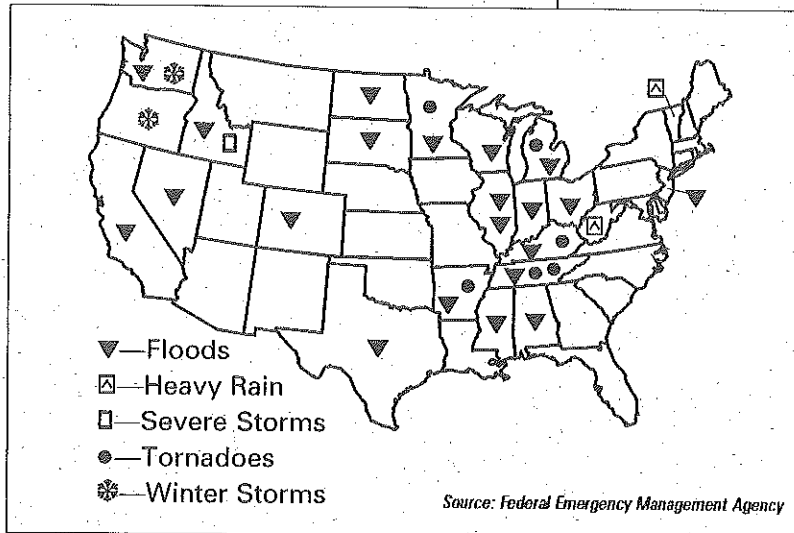 —Floods
—Heavy Rain
—Severe Storms
—Tornadoes
—Winter Storms
Source: Federal Emergency Management Agency